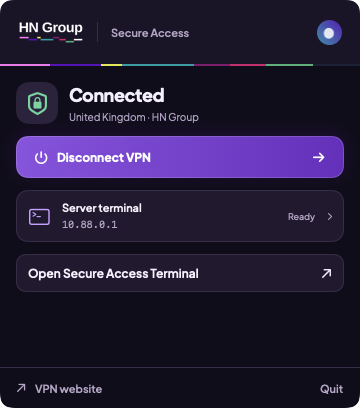 HN Group
Secure Access
Connected
United Kingdom · HN Group
Disconnect VPN
Server terminal
10.88.0.1
Ready
Open Secure Access Terminal
VPN website
Quit